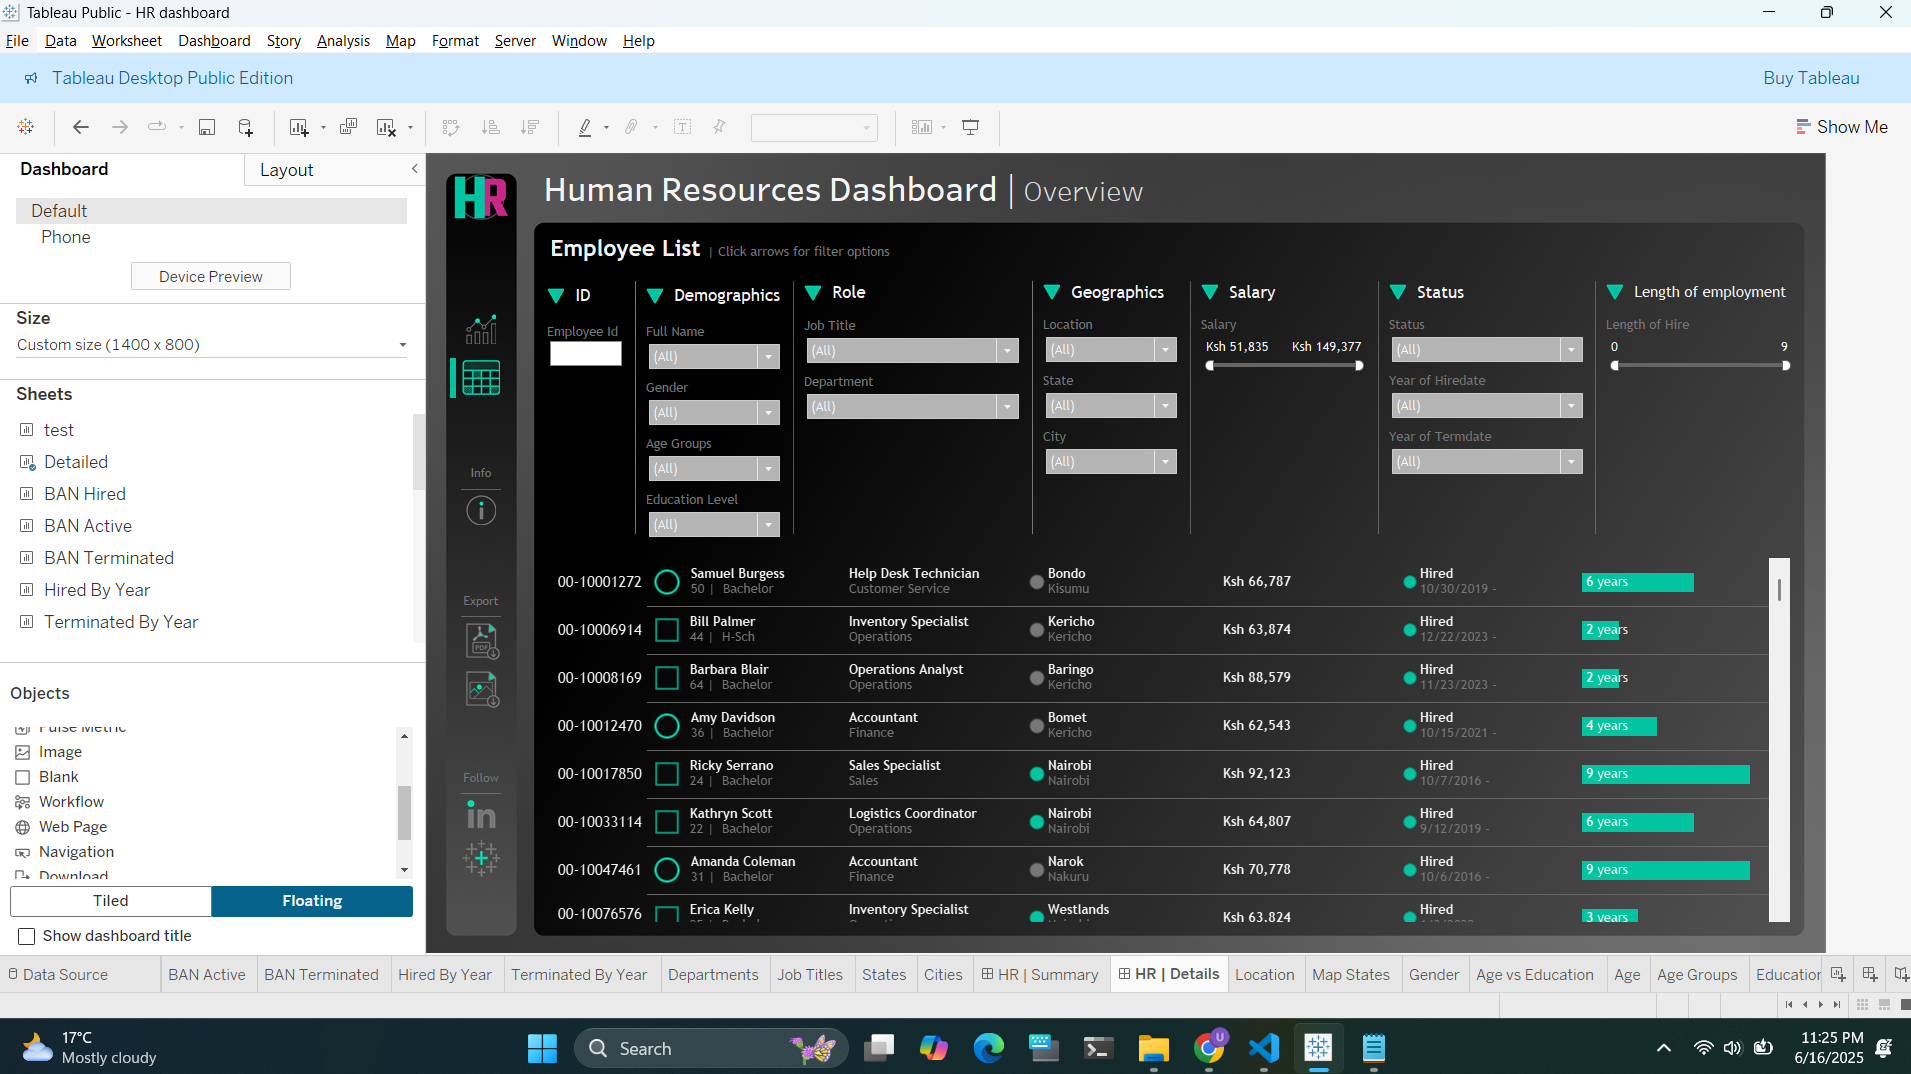 Tableau Public - HR dashboard
File Data Worksheet Dashboard Story Analysis Map Format Server Window Help
Tableau Desktop Public Edition
Buy Tableau
Show Me
Dashboard
Layout
Default
Phone
Device Preview
Size
Custom size (1400 x 800)
Sheets
test
Detailed
BAN Hired
BAN Active
BAN Terminated
Hired By Year
Terminated By Year
Objects
Pulse Metric
Image
Blank
Workflow
Web Page
Navigation
Download
Tiled
Floating
Show dashboard title
HR
Info
Export
PDF
Follow
in
Human Resources Dashboard | Overview
Employee List | Click arrows for filter options
ID
Employee Id
Demographics
Full Name
(All)
Gender
(All)
Age Groups
(All)
Education Level
(All)
Role
Job Title
(All)
Department
(All)
Geographics
Location
(All)
State
(All)
City
(All)
Salary
Salary
Ksh 51,835 Ksh 149,377
Status
Status
(All)
Year of Hiredate
(All)
Year of Termdate
(All)
Length of employment
Length of Hire
0 9
00-10001272 Samuel Burgess Help Desk Technician Bondo Ksh 66,787 Hired 6 years
50 | Bachelor Customer Service Kisumu 10/30/2019 -
00-10006914 Bill Palmer Inventory Specialist Kericho Ksh 63,874 Hired 2 years
44 | H-Sch Operations Kericho 12/22/2023 -
00-10008169 Barbara Blair Operations Analyst Baringo Ksh 88,579 Hired 2 years
64 | Bachelor Operations Kericho 11/23/2023 -
00-10012470 Amy Davidson Accountant Bomet Ksh 62,543 Hired 4 years
36 | Bachelor Finance Kericho 10/15/2021 -
00-10017850 Ricky Serrano Sales Specialist Nairobi Ksh 92,123 Hired 9 years
24 | Bachelor Sales Nairobi 10/7/2016 -
00-10033114 Kathryn Scott Logistics Coordinator Nairobi Ksh 64,807 Hired 6 years
22 | Bachelor Operations Nairobi 9/12/2019 -
00-10047461 Amanda Coleman Accountant Narok Ksh 70,778 Hired 9 years
31 | Bachelor Finance Nakuru 10/6/2016 -
00-10076576 Erica Kelly Inventory Specialist Westlands Ksh 63,824 Hired 3 years
Data Source BAN Active BAN Terminated Hired By Year Terminated By Year Departments Job Titles States Cities HR | Summary HR | Details Location Map States Gender Age vs Education Age Age Groups Education
17°C
Mostly cloudy
Search
U
11:25 PM
6/16/2025